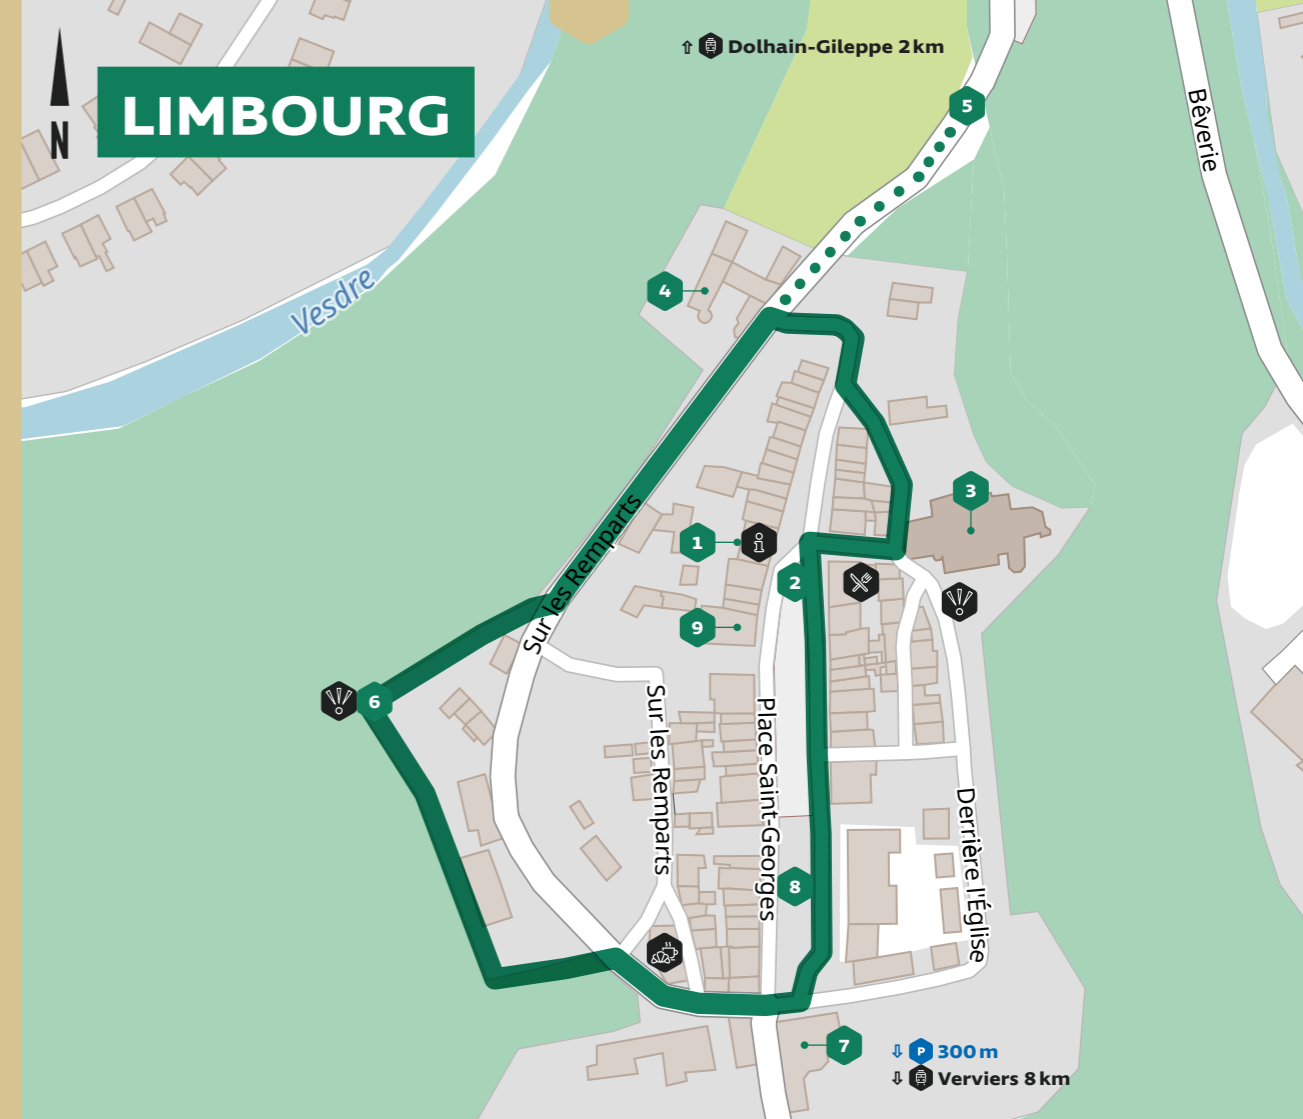 Dolhain-Gileppe 2 km
LIMBOURG
N
5
Bêverie
Vesdre
4
3
Sur les Remparts
1
i
2
9
6
Sur les Remparts
Place Saint-Georges
Derrière l'Église
8
7
P 300 m
Verviers 8 km